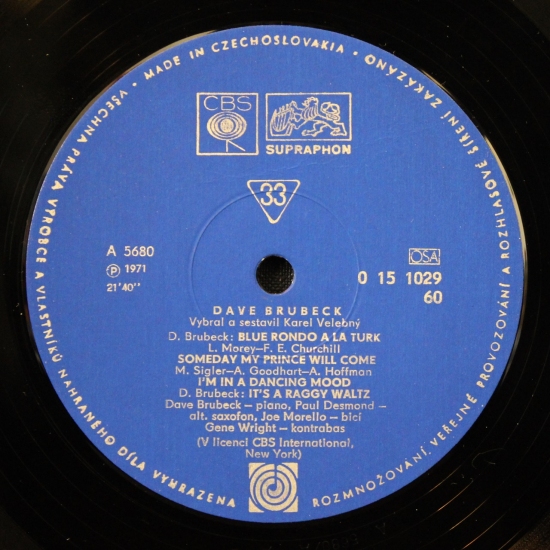 • MADE IN CZECHOSLOVAKIA •
VŠECHNA PRÁVA VÝROBCE A VLASTNÍKŮ NAHRANÉHO DÍLA VYHRAZENA
ROZMNOŽOVÁNÍ, VEŘEJNÉ PROVOZOVÁNÍ A ROZHLASOVÉ ŠÍŘENÍ ZAKÁZÁNO
CBS
SUPRAPHON
33
A 5680
Ⓟ 1971
21'40''
OSA
0 15 1029
60
DAVE BRUBECK
Vybral a sestavil Karel Velebný
D. Brubeck: BLUE RONDO A LA TURK
L. Morey–F. E. Churchill
SOMEDAY MY PRINCE WILL COME
M. Sigler–A. Goodhart–A. Hoffman
I'M IN A DANCING MOOD
D. Brubeck: IT'S A RAGGY WALTZ
Dave Brubeck – piano, Paul Desmond –
alt. saxofon, Joe Morello – bicí
Gene Wright – kontrabas
(V licenci CBS International,
New York)